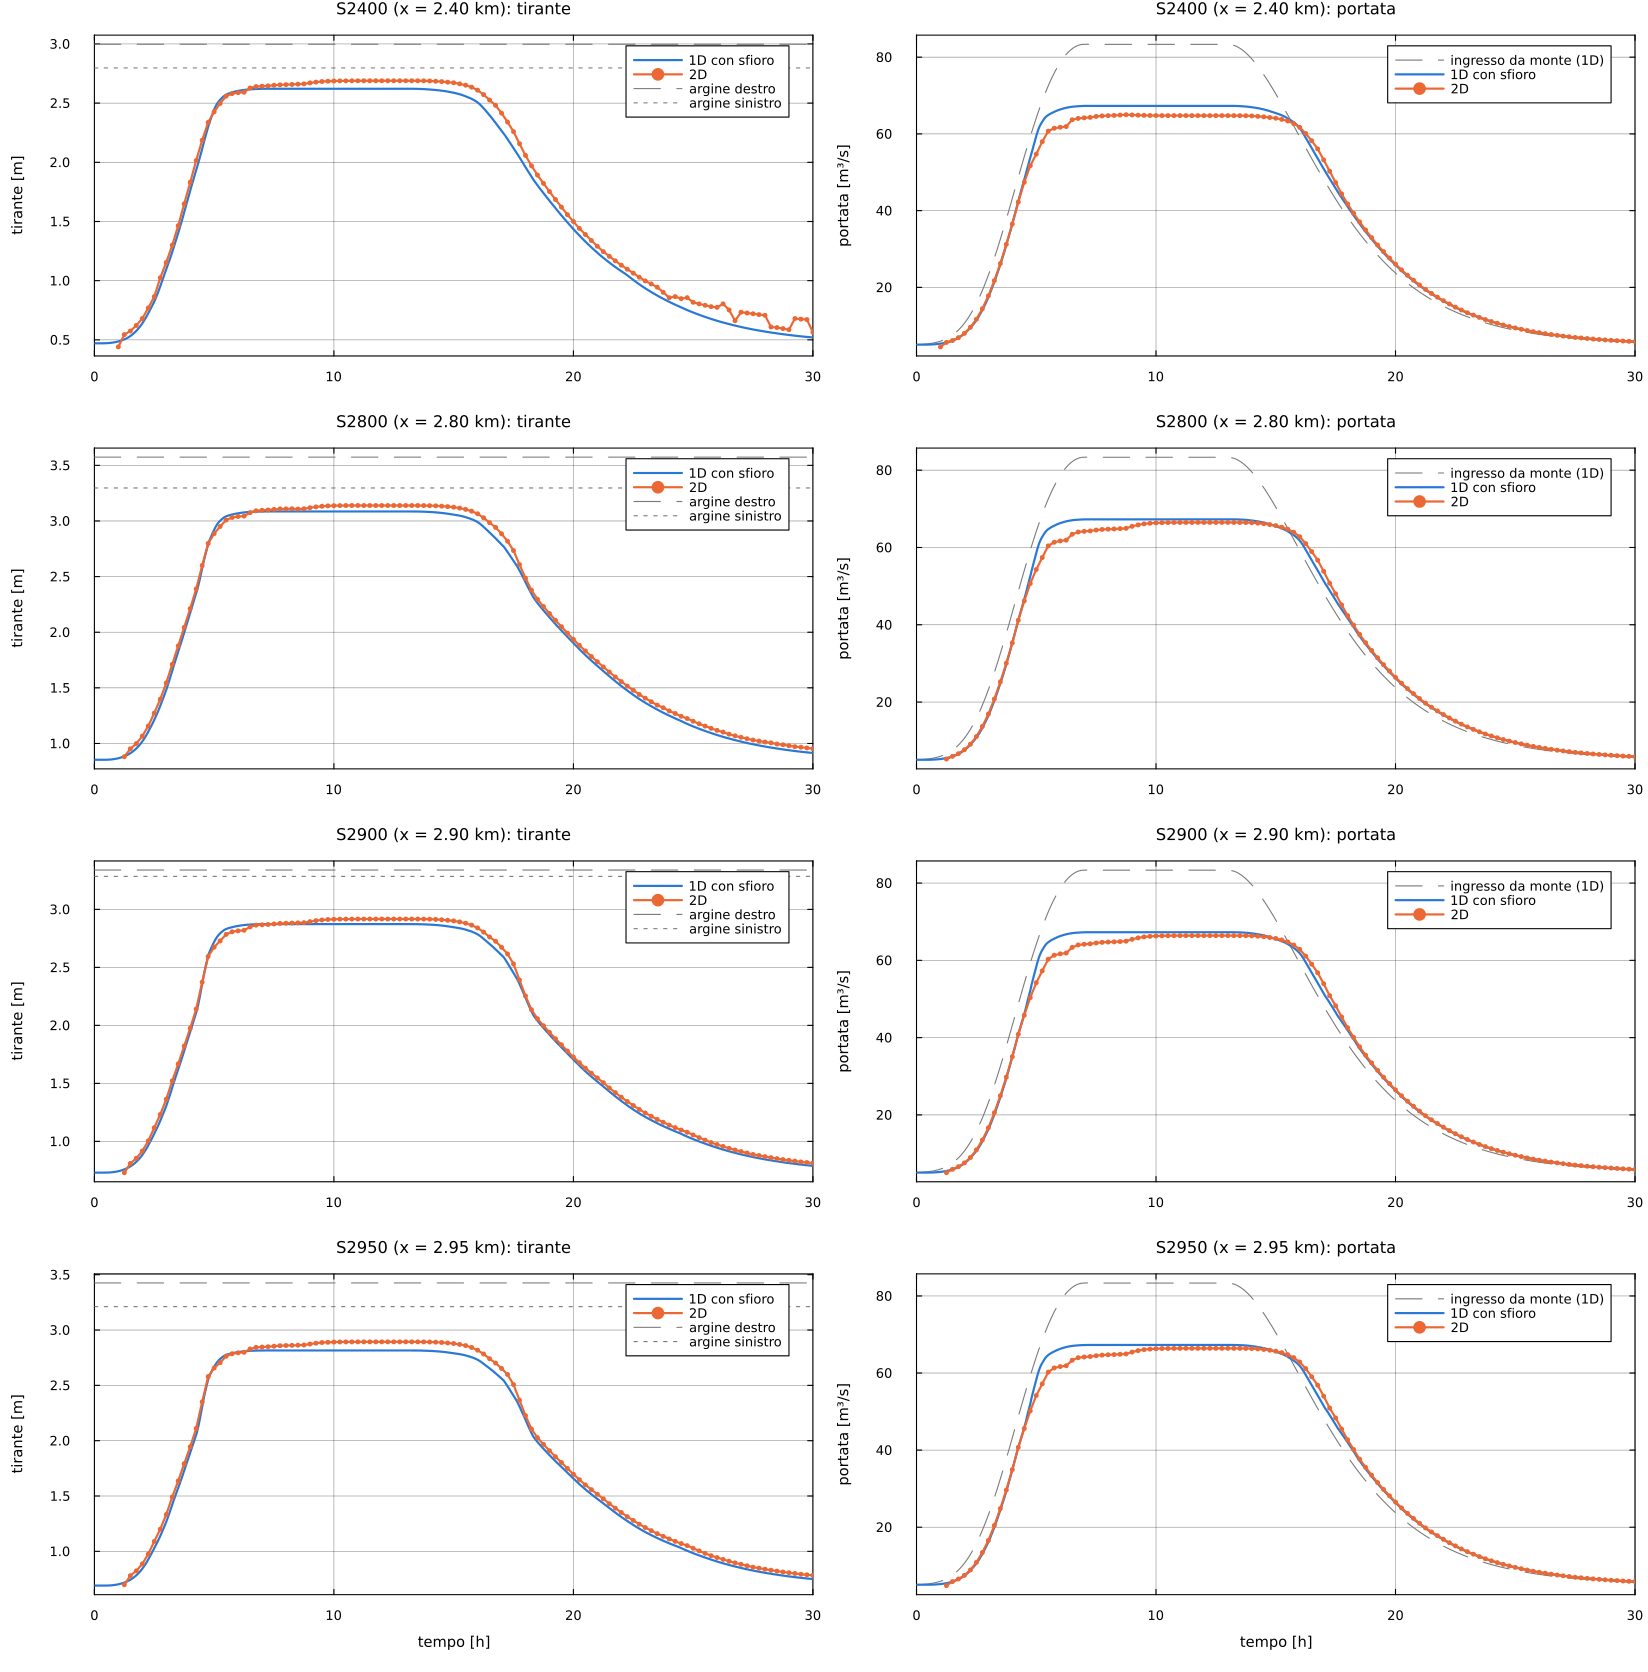 S2400 (x = 2.40 km): tirante
tirante [m]
3.0
2.5
2.0
1.5
1.0
0.5
0
10
20
30
1D con sfioro
2D
argine destro
argine sinistro
S2400 (x = 2.40 km): portata
portata [m³/s]
80
60
40
20
0
10
20
30
ingresso da monte (1D)
1D con sfioro
2D
S2800 (x = 2.80 km): tirante
tirante [m]
3.5
3.0
2.5
2.0
1.5
1.0
0
10
20
30
1D con sfioro
2D
argine destro
argine sinistro
S2800 (x = 2.80 km): portata
portata [m³/s]
80
60
40
20
0
10
20
30
ingresso da monte (1D)
1D con sfioro
2D
S2900 (x = 2.90 km): tirante
tirante [m]
3.0
2.5
2.0
1.5
1.0
0
10
20
30
1D con sfioro
2D
argine destro
argine sinistro
S2900 (x = 2.90 km): portata
portata [m³/s]
80
60
40
20
0
10
20
30
ingresso da monte (1D)
1D con sfioro
2D
S2950 (x = 2.95 km): tirante
tirante [m]
3.5
3.0
2.5
2.0
1.5
1.0
0
10
20
30
tempo [h]
1D con sfioro
2D
argine destro
argine sinistro
S2950 (x = 2.95 km): portata
portata [m³/s]
80
60
40
20
0
10
20
30
tempo [h]
ingresso da monte (1D)
1D con sfioro
2D